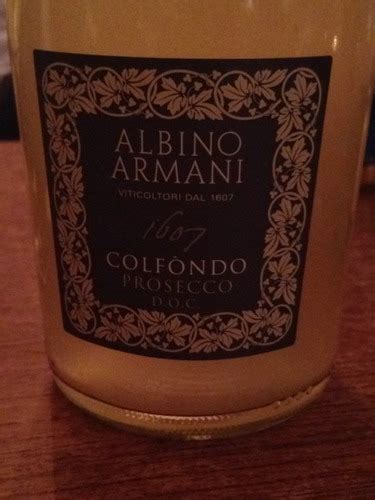 ALBINO
ARMANI
VITICOLTORI DAL 1607
1607
COLFÒNDO
PROSECCO
D.O.C.